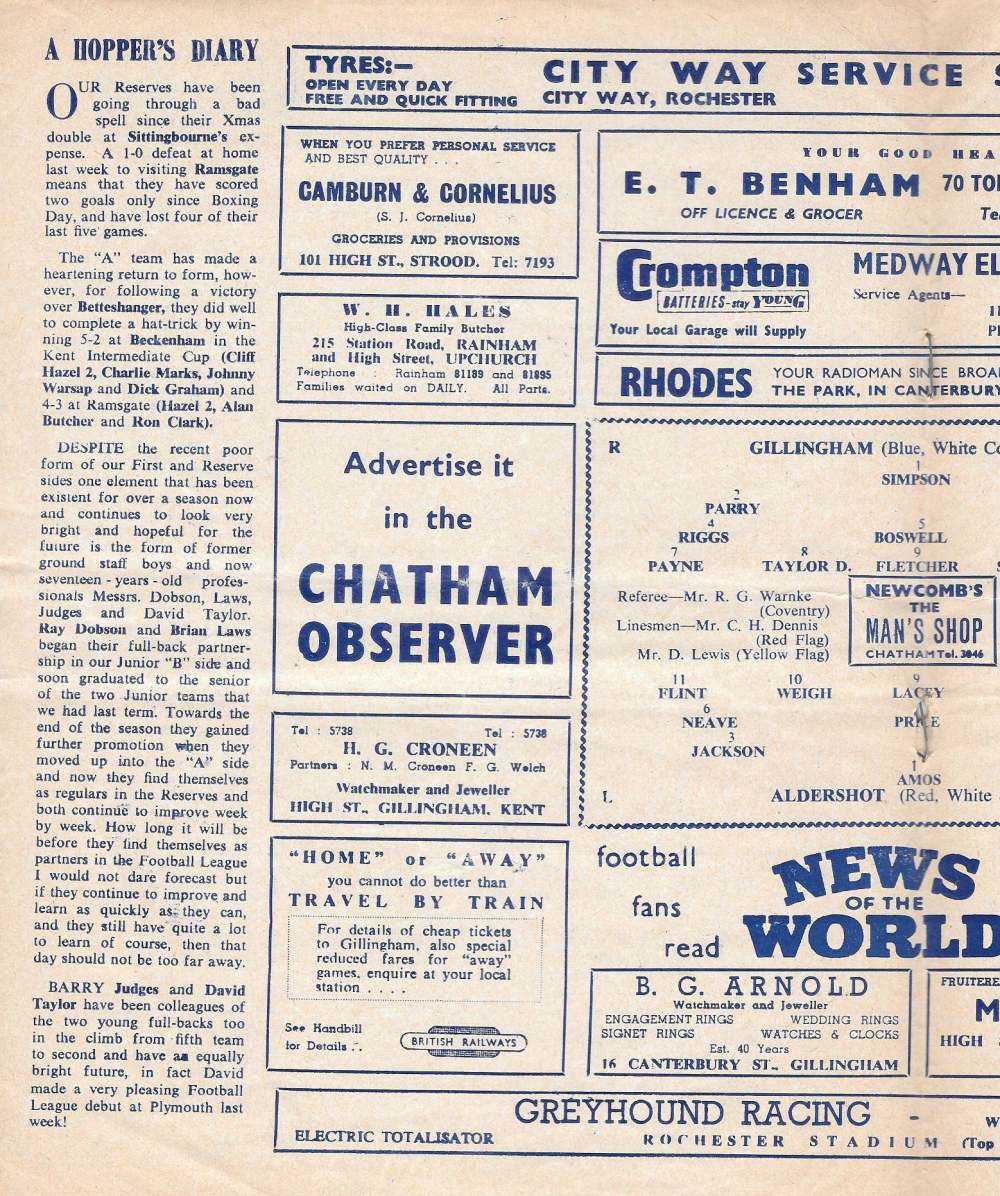 A HOPPER'S DIARY
OUR Reserves have been
going through a bad
spell since their Xmas
double at Sittingbourne's ex-
pense. A 1-0 defeat at home
last week to visiting Ramsgate
means that they have scored
two goals only since Boxing
Day, and have lost four of their
last five games.
The "A" team has made a
heartening return to form, how-
ever, for following a victory
over Betteshanger, they did well
to complete a hat-trick by win-
ning 5-2 at Beckenham in the
Kent Intermediate Cup (Cliff
Hazel 2, Charlie Marks, Johnny
Warsap and Dick Graham) and
4-3 at Ramsgate (Hazel 2, Alan
Butcher and Ron Clark).
DESPITE the recent poor
form of our First and Reserve
sides one element that has been
existent for over a season now
and continues to look very
bright and hopeful for the
future is the form of former
ground staff boys and now
seventeen - years - old profes-
sionals Messrs. Dobson, Laws,
Judges and David Taylor.
Ray Dobson and Brian Laws
began their full-back partner-
ship in our Junior "B" side and
soon graduated to the senior
of the two Junior teams that
we had last term. Towards the
end of the season they gained
further promotion when they
moved up into the "A" side
and now they find themselves
as regulars in the Reserves and
both continue to improve week
by week. How long it will be
before they find themselves as
partners in the Football League
I would not dare forecast but
if they continue to improve and
learn as quickly as they can,
and they still have quite a lot
to learn of course, then that
day should not be too far away.
BARRY Judges and David
Taylor have been colleagues of
the two young full-backs too
in the climb from fifth team
to second and have an equally
bright future, in fact David
made a very pleasing Football
League debut at Plymouth last
week!
TYRES:—
OPEN EVERY DAY
FREE AND QUICK FITTING
CITY WAY SERVICE S
CITY WAY, ROCHESTER
WHEN YOU PREFER PERSONAL SERVICE
AND BEST QUALITY . . .
CAMBURN & CORNELIUS
(S. J. Cornelius)
GROCERIES AND PROVISIONS
101 HIGH ST., STROOD. Tel: 7193
YOUR GOOD HEA
E. T. BENHAM 70 TO
OFF LICENCE & GROCER Te
Crompton
BATTERIES-stay YOUNG
Your Local Garage will Supply
MEDWAY EL
Service Agents—
W. H. HALES
High-Class Family Butcher
215 Station Road, RAINHAM
and High Street, UPCHURCH
Telephone : Rainham 81189 and 81895
Families waited on DAILY. All Parts.
RHODES
YOUR RADIOMAN SINCE BROA
THE PARK, IN CANTERBURY
Advertise it
in the
CHATHAM
OBSERVER
R GILLINGHAM (Blue, White Co
1
SIMPSON
2
PARRY
4 5
RIGGS BOSWELL
7 8 9
PAYNE TAYLOR D. FLETCHER S
Referee—Mr. R. G. Warnke
(Coventry)
Linesmen—Mr. C. H. Dennis
(Red Flag)
Mr. D. Lewis (Yellow Flag)
NEWCOMB'S
THE
MAN'S SHOP
CHATHAM Tel. 3846
11 10 9
FLINT WEIGH LACEY
6
NEAVE PRICE
3
JACKSON
1
AMOS
L ALDERSHOT (Red, White
Tel : 5738 Tel : 5738
H. G. CRONEEN
Partners : N. M. Croneen F. G. Welch
Watchmaker and Jeweller
HIGH ST., GILLINGHAM. KENT
"HOME" or "AWAY"
you cannot do better than
TRAVEL BY TRAIN
For details of cheap tickets
to Gillingham, also special
reduced fares for "away"
games, enquire at your local
station . . . .
See Handbill
for Details
BRITISH RAILWAYS
football
fans
read
NEWS
OF THE
WORLD
B. G. ARNOLD
Watchmaker and Jeweller
ENGAGEMENT RINGS WEDDING RINGS
SIGNET RINGS WATCHES & CLOCKS
Est. 40 Years
16 CANTERBURY ST., GILLINGHAM
FRUITERE
M
HIGH
GREYHOUND RACING -
ELECTRIC TOTALISATOR
ROCHESTER STADIUM (Top